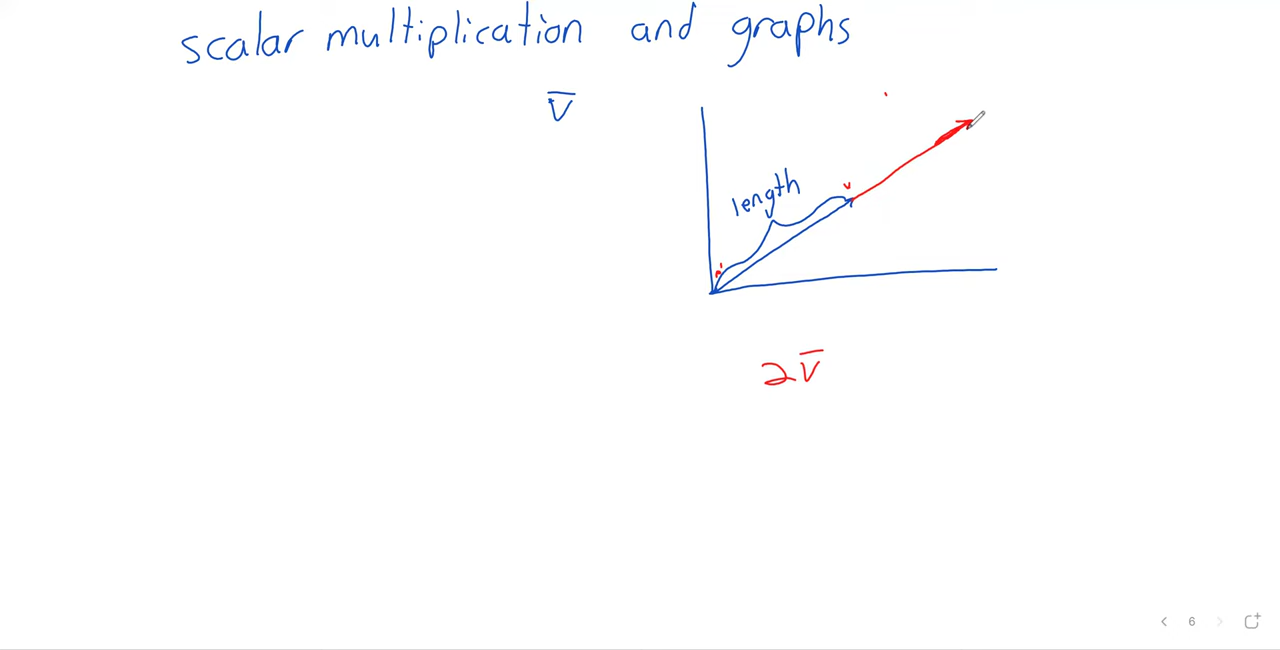 scalar multiplication and graphs
v̅
length
v
2v̅
6